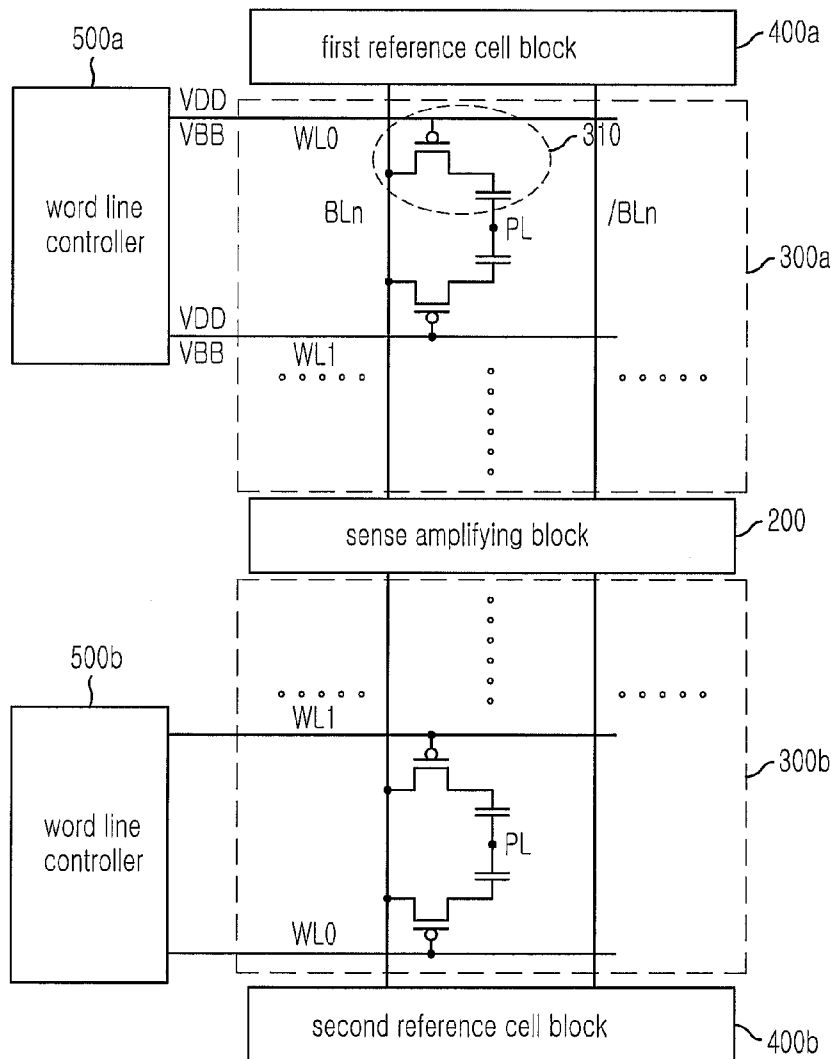 500a
first reference cell block
400a
VDD
VBB
WL0
310
word line
controller
BLn
PL
/BLn
300a
VDD
VBB
WL1
sense amplifying block
200
500b
WL1
300b
word line
controller
PL
WL0
second reference cell block
400b